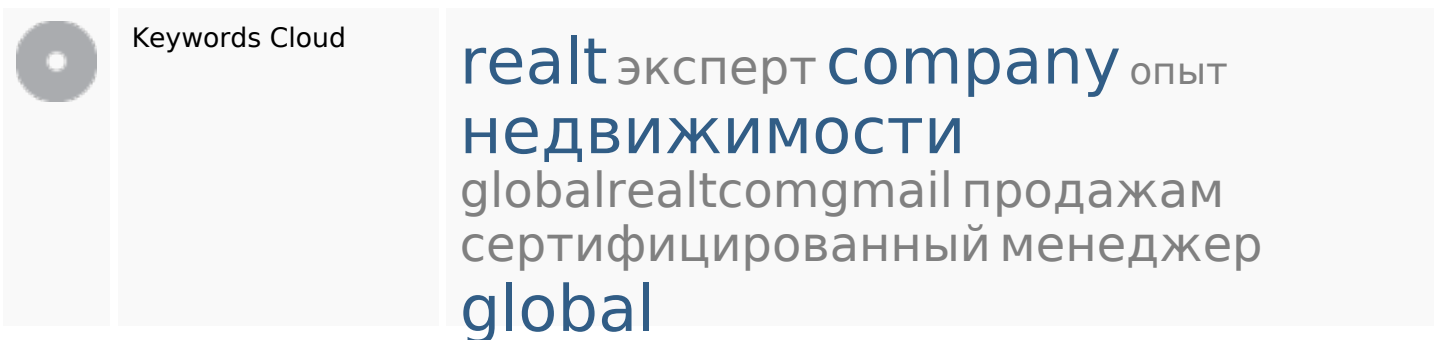 Keywords Cloud
realt эксперт company опыт
недвижимости
globalrealtcomgmail продажам
сертифицированный менеджер
global